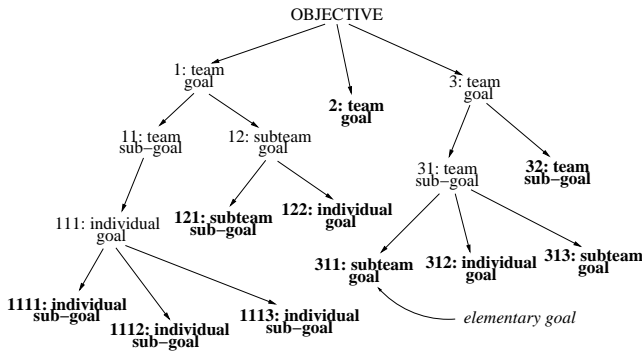 OBJECTIVE
1: team
goal
2: team
goal
3: team
goal
11: team
sub-goal
12: subteam
goal
31: team
sub-goal
32: team
sub-goal
111: individual
goal
121: subteam
sub-goal
122: individual
goal
311: subteam
goal
312: individual
goal
313: subteam
goal
1111: individual
sub-goal
1112: individual
sub-goal
1113: individual
sub-goal
elementary goal